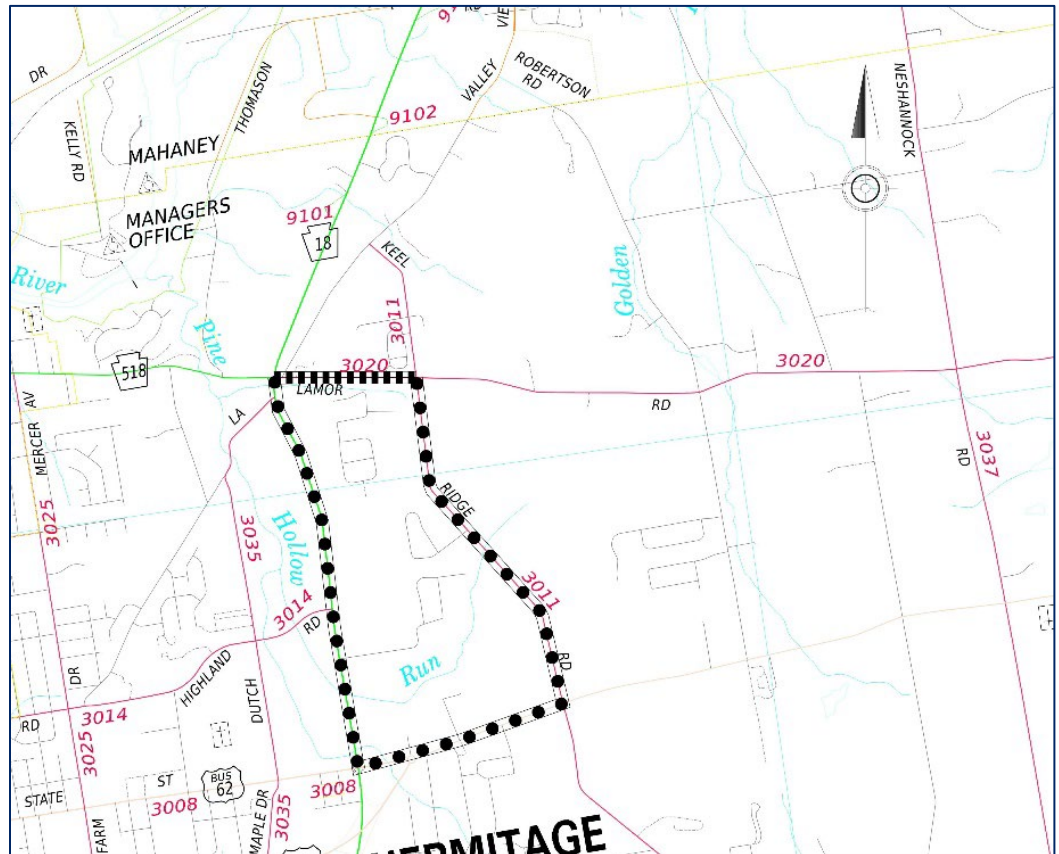 VALLEY
ROBERTSON
RD
DR
THOMASON
NESHANNOCK
KELLY RD
9102
MAHANEY
MANAGERS
OFFICE
9101
18
KEEL
River
Golden
3011
Pine
518
3020
3020
LAMOR
RD
LA
AV
MERCER
3037
RD
RIDGE
3025
3035
Hollow
3011
3014
RD
RD
Run
DR
HIGHLAND
DUTCH
3014
RD
3025
ST
BUS
62
3008
STATE
3008
FARM
MAPLE DR
3035
HERMITAGE